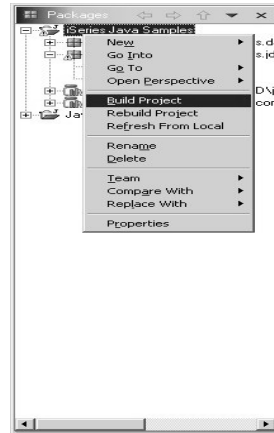 Packages
iSeries Java Samples
New
Go Into
Go To
Open Perspective
Build Project
Rebuild Project
Refresh From Local
Rename
Delete
Team
Compare With
Replace With
Properties